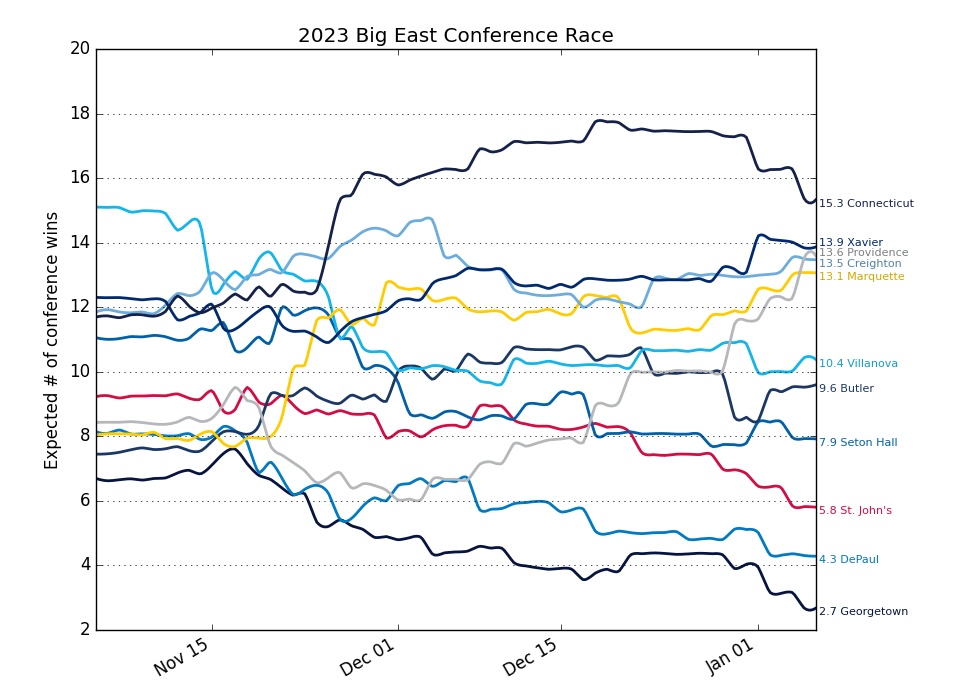 2023 Big East Conference Race
Expected # of conference wins
20
18
16
14
12
10
8
6
4
2
15.3 Connecticut
13.9 Xavier
13.6 Providence
13.5 Creighton
13.1 Marquette
10.4 Villanova
9.6 Butler
7.9 Seton Hall
5.8 St. John's
4.3 DePaul
2.7 Georgetown
Nov 15
Dec 01
Dec 15
Jan 01